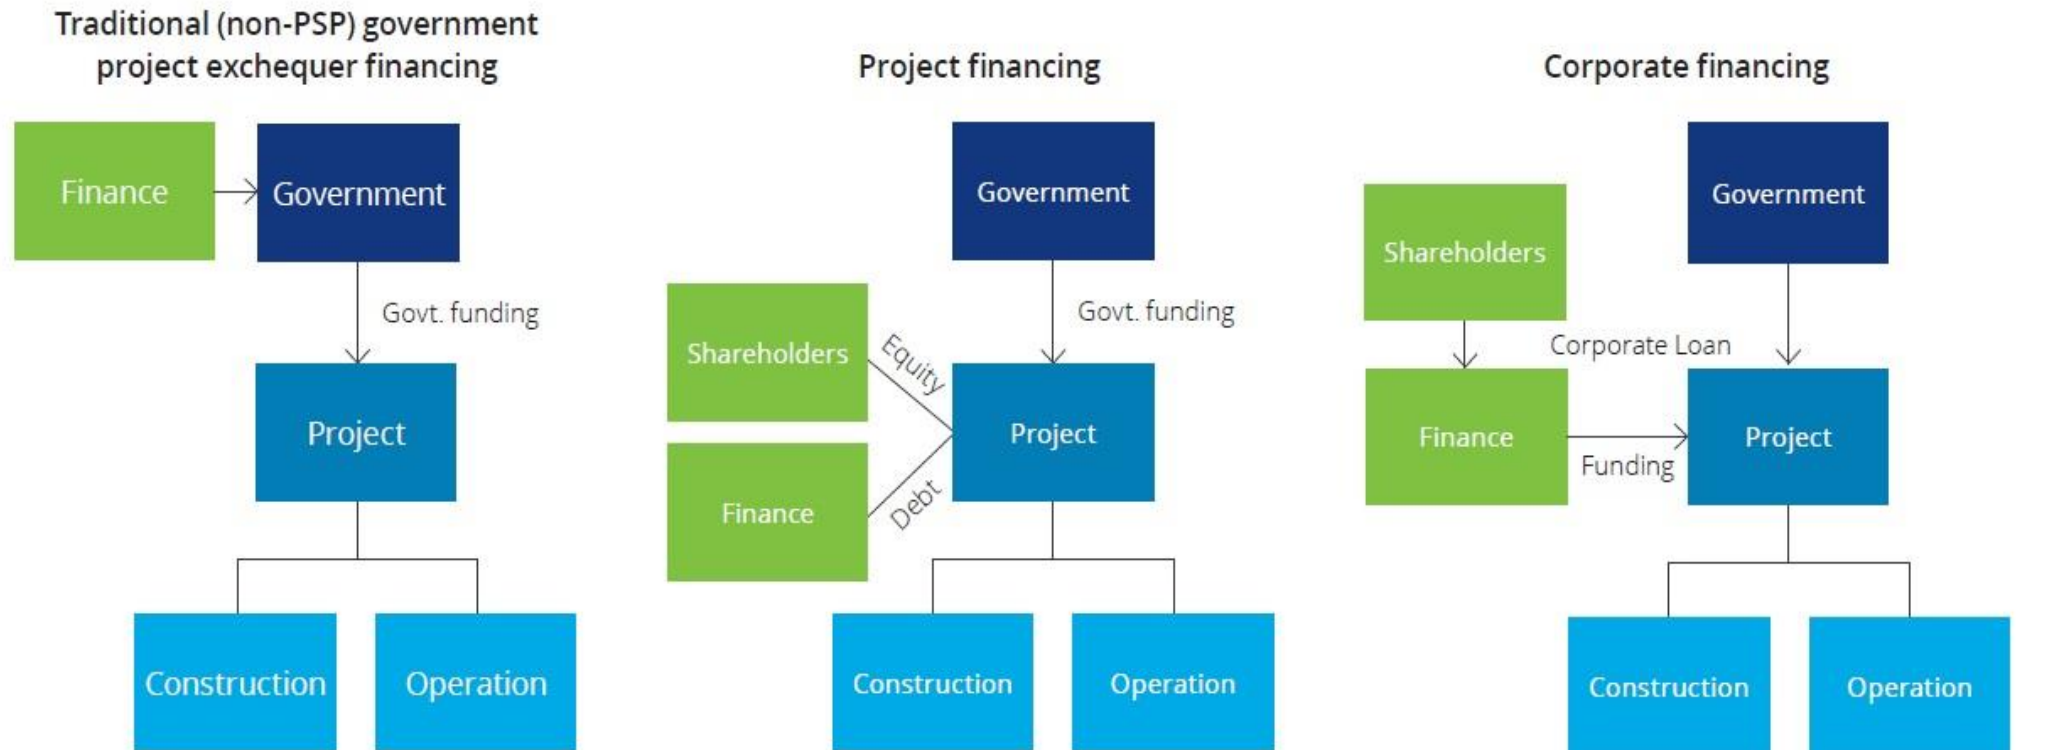 Traditional (non-PSP) government
project exchequer financing
Finance
Government
Govt. funding
Project
Construction
Operation
Project financing
Government
Govt. funding
Shareholders
Equity
Project
Finance
Debt
Construction
Operation
Corporate financing
Government
Shareholders
Corporate Loan
Finance
Funding
Project
Construction
Operation